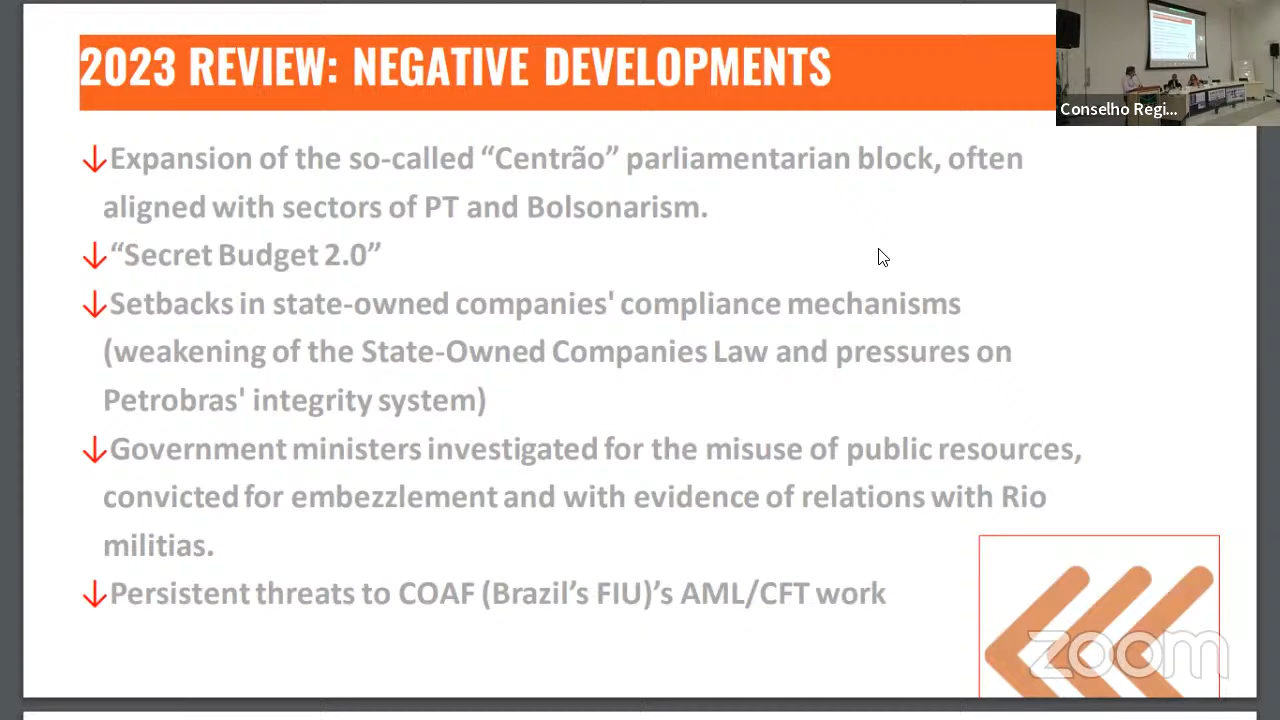 2023 REVIEW: NEGATIVE DEVELOPMENTS
Conselho Regi...
↓Expansion of the so-called “Centrão” parliamentarian block, often
aligned with sectors of PT and Bolsonarism.
↓“Secret Budget 2.0”
↓Setbacks in state-owned companies' compliance mechanisms
(weakening of the State-Owned Companies Law and pressures on
Petrobras' integrity system)
↓Government ministers investigated for the misuse of public resources,
convicted for embezzlement and with evidence of relations with Rio
militias.
↓Persistent threats to COAF (Brazil’s FIU)’s AML/CFT work
zoom